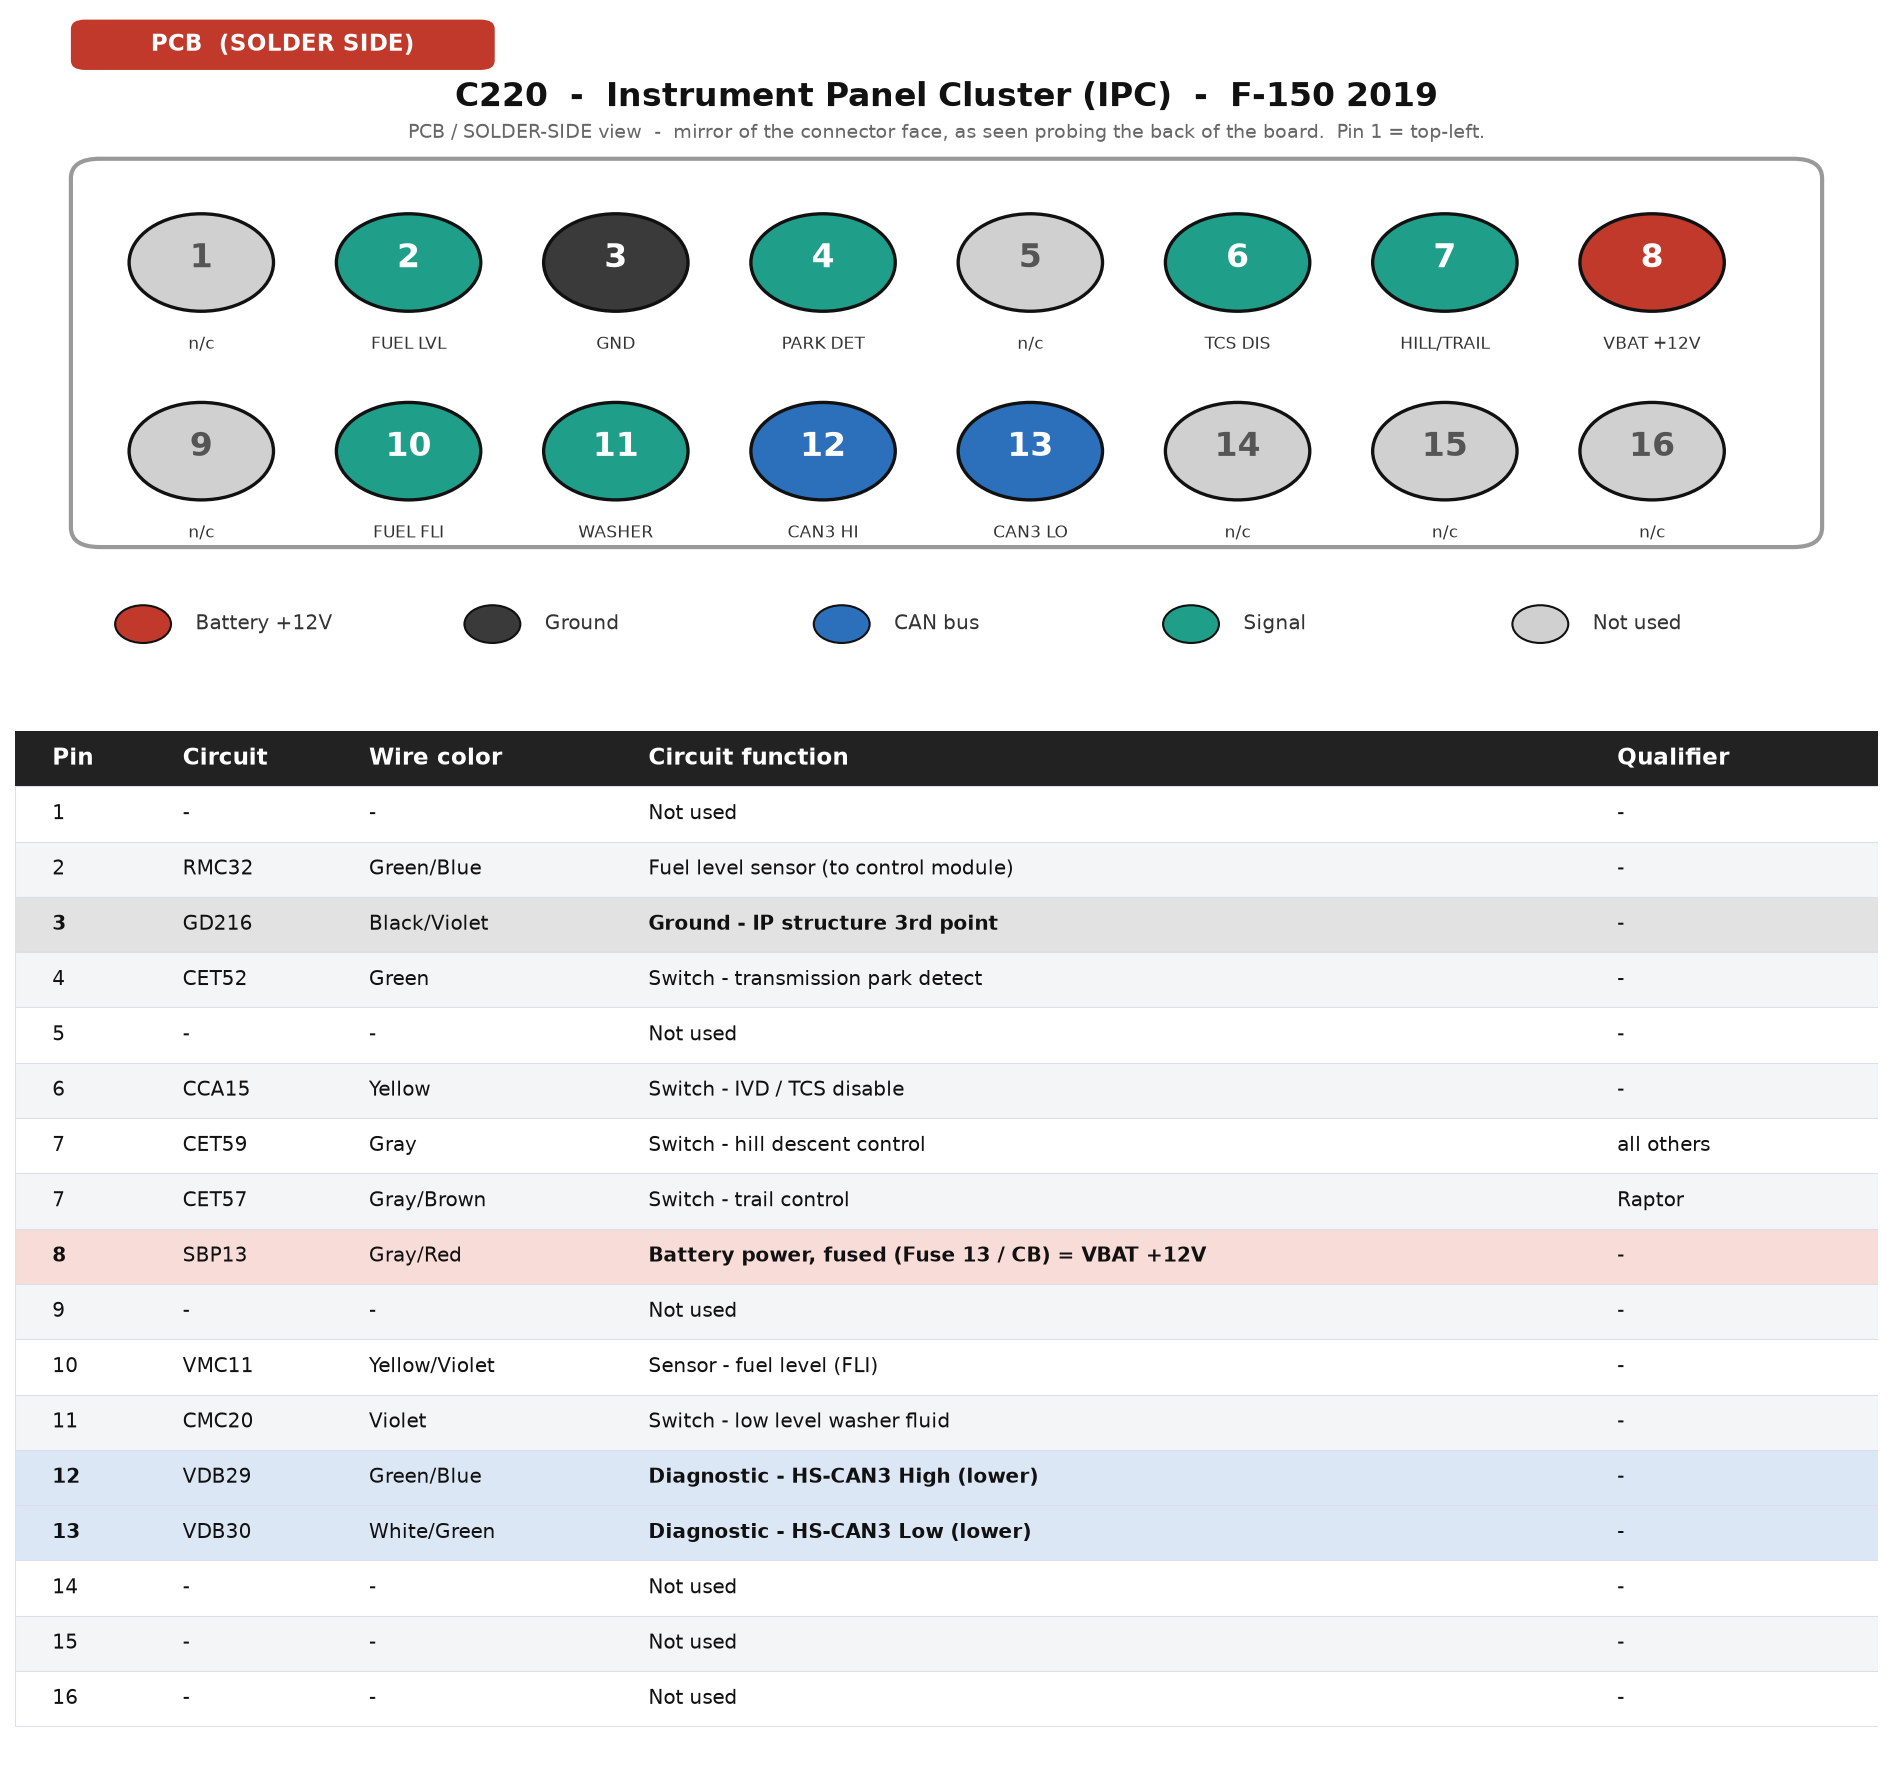 PCB  (SOLDER SIDE)
C220  -  Instrument Panel Cluster (IPC)  -  F-150 2019
PCB / SOLDER-SIDE view  -  mirror of the connector face, as seen probing the back of the board.  Pin 1 = top-left.
1 2 3 4 5 6 7 8
n/c FUEL LVL GND PARK DET n/c TCS DIS HILL/TRAIL VBAT +12V
9 10 11 12 13 14 15 16
n/c FUEL FLI WASHER CAN3 HI CAN3 LO n/c n/c n/c
Battery +12V Ground CAN bus Signal Not used
Pin Circuit Wire color Circuit function Qualifier
1 - - Not used -
2 RMC32 Green/Blue Fuel level sensor (to control module) -
3 GD216 Black/Violet Ground - IP structure 3rd point -
4 CET52 Green Switch - transmission park detect -
5 - - Not used -
6 CCA15 Yellow Switch - IVD / TCS disable -
7 CET59 Gray Switch - hill descent control all others
7 CET57 Gray/Brown Switch - trail control Raptor
8 SBP13 Gray/Red Battery power, fused (Fuse 13 / CB) = VBAT +12V -
9 - - Not used -
10 VMC11 Yellow/Violet Sensor - fuel level (FLI) -
11 CMC20 Violet Switch - low level washer fluid -
12 VDB29 Green/Blue Diagnostic - HS-CAN3 High (lower) -
13 VDB30 White/Green Diagnostic - HS-CAN3 Low (lower) -
14 - - Not used -
15 - - Not used -
16 - - Not used -